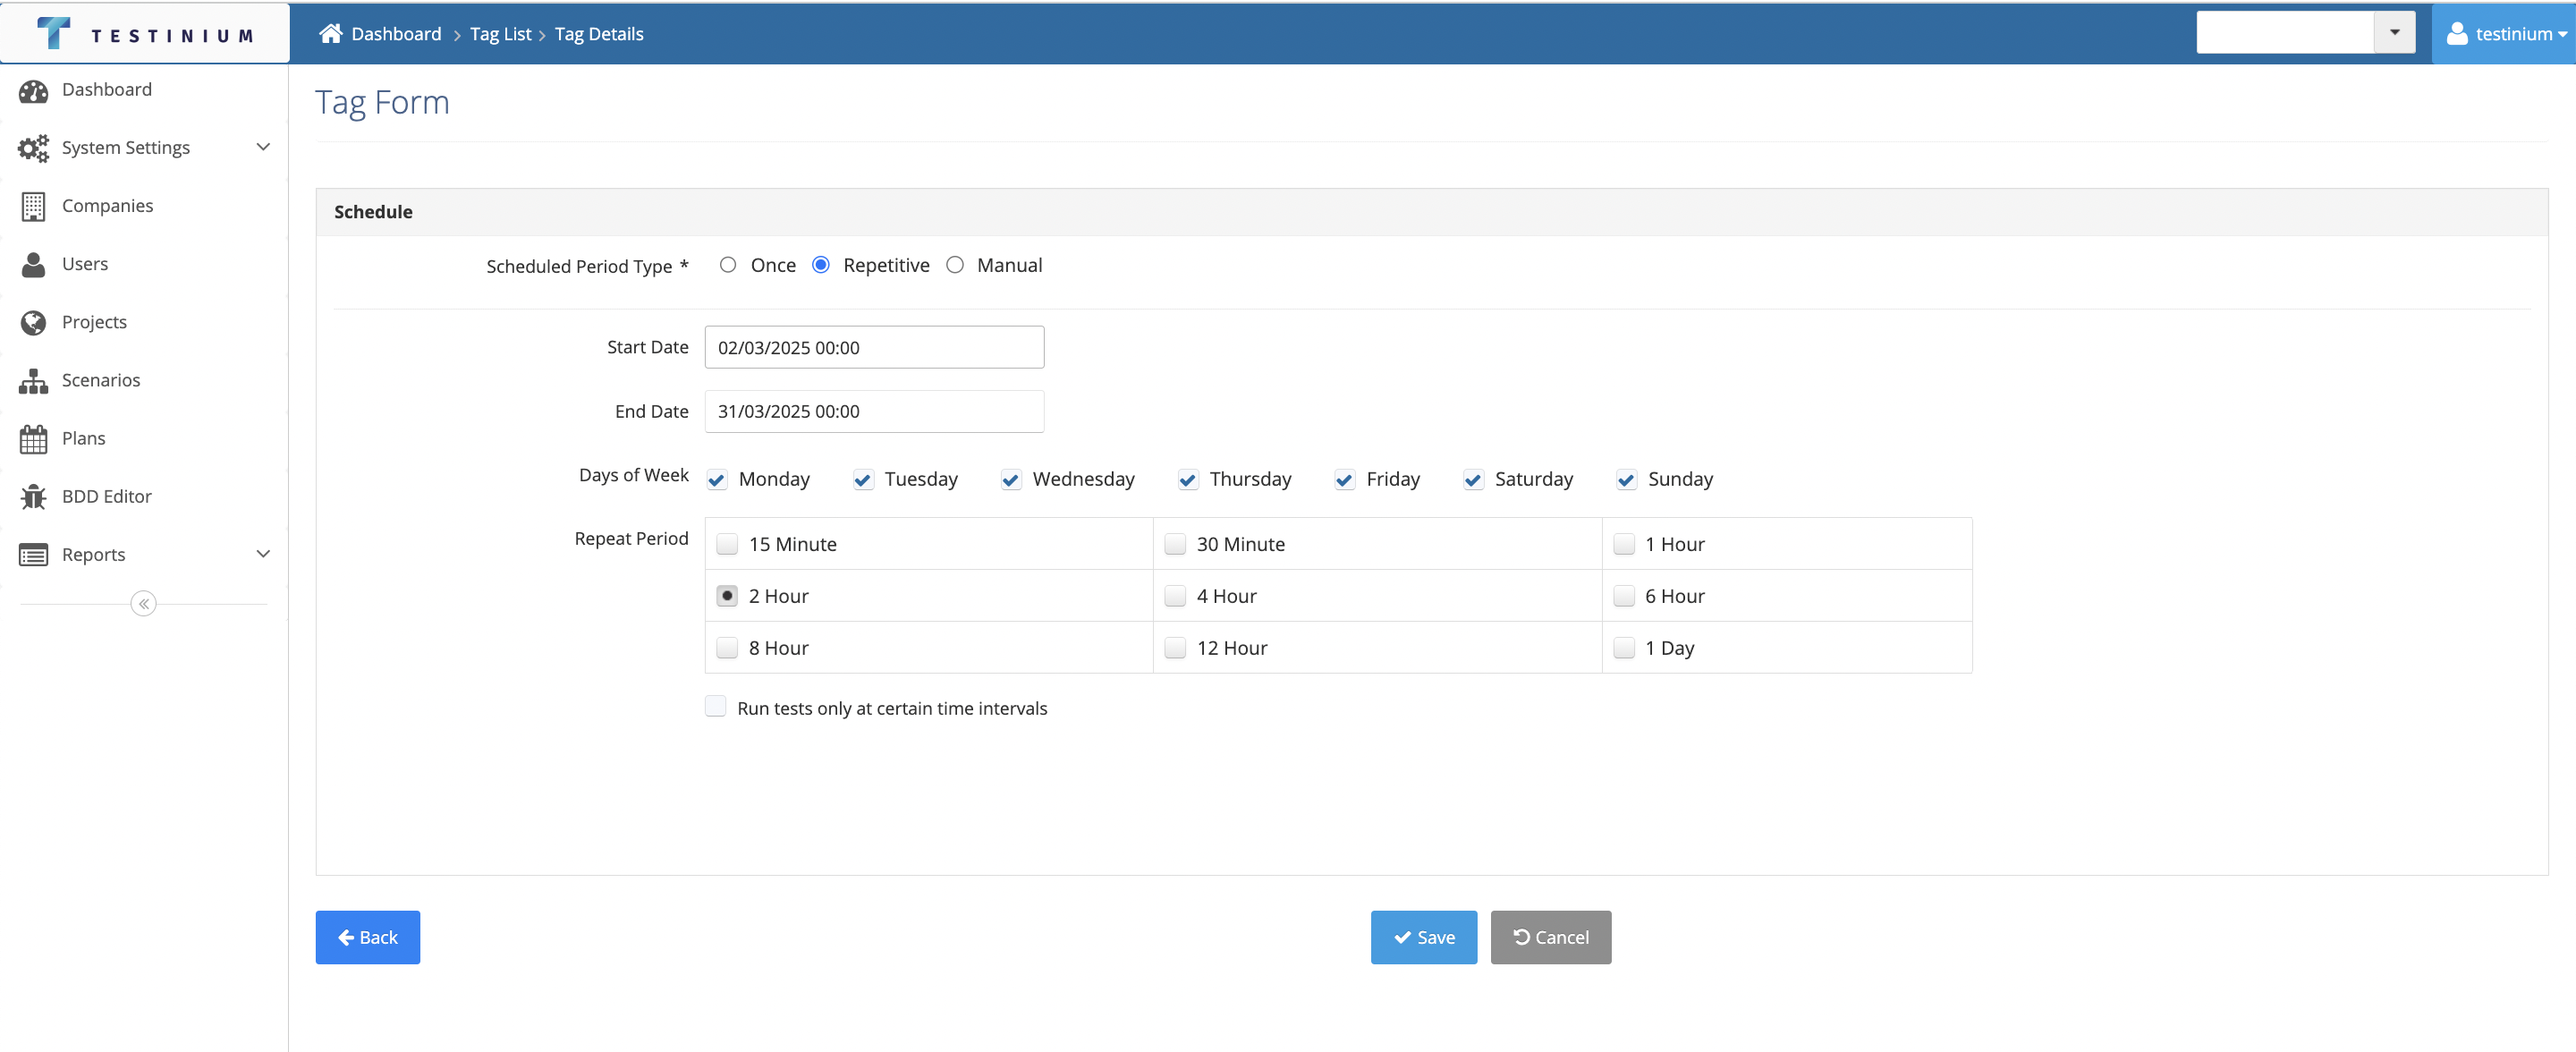 TESTINIUM
Dashboard > Tag List > Tag Details
testinium
Dashboard
System Settings
Companies
Users
Projects
Scenarios
Plans
BDD Editor
Reports
Tag Form
Schedule
Scheduled Period Type * Once Repetitive Manual
Start Date 02/03/2025 00:00
End Date 31/03/2025 00:00
Days of Week Monday Tuesday Wednesday Thursday Friday Saturday Sunday
Repeat Period 15 Minute 30 Minute 1 Hour
2 Hour 4 Hour 6 Hour
8 Hour 12 Hour 1 Day
Run tests only at certain time intervals
Back Save Cancel